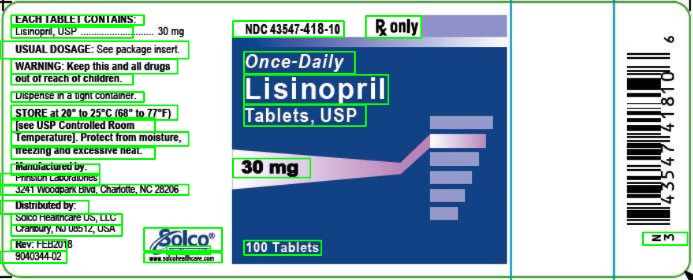 EACH TABLET CONTAINS:
Lisinopril, USP ............................ 30 mg
USUAL DOSAGE: See package insert.
WARNING: Keep this and all drugs
out of reach of children.
Dispense in a tight container.
STORE at 20° to 25°C (68° to 77°F)
[see USP Controlled Room
Temperature]. Protect from moisture,
freezing and excessive heat.
Manufactured by:
Prinston Laboratories
3241 Woodpark Blvd, Charlotte, NC 28206
Distributed by:
Solco Healthcare US, LLC
Cranbury, NJ 08512, USA
Rev: FEB2018
9040344-02
Solco®
www.solcohealthcare.com
NDC 43547-418-10
Rx only
Once-Daily
Lisinopril
Tablets, USP
30 mg
100 Tablets
N
3 43547 41810 6